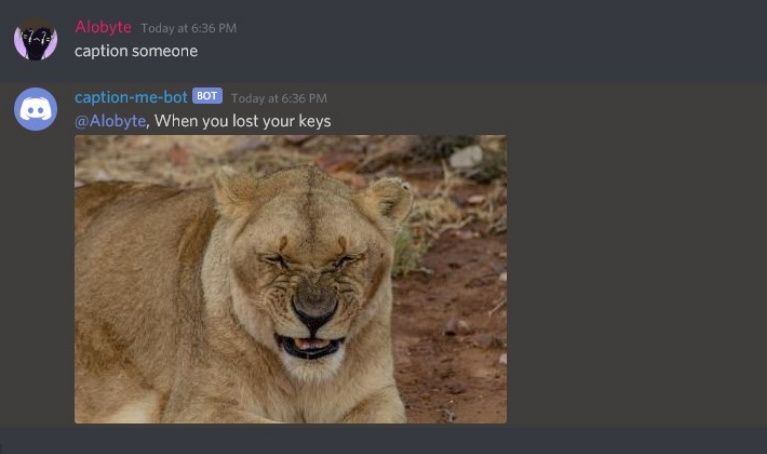 Alobyte Today at 6:36 PM
caption someone
caption-me-bot BOT Today at 6:36 PM
@Alobyte, When you lost your keys